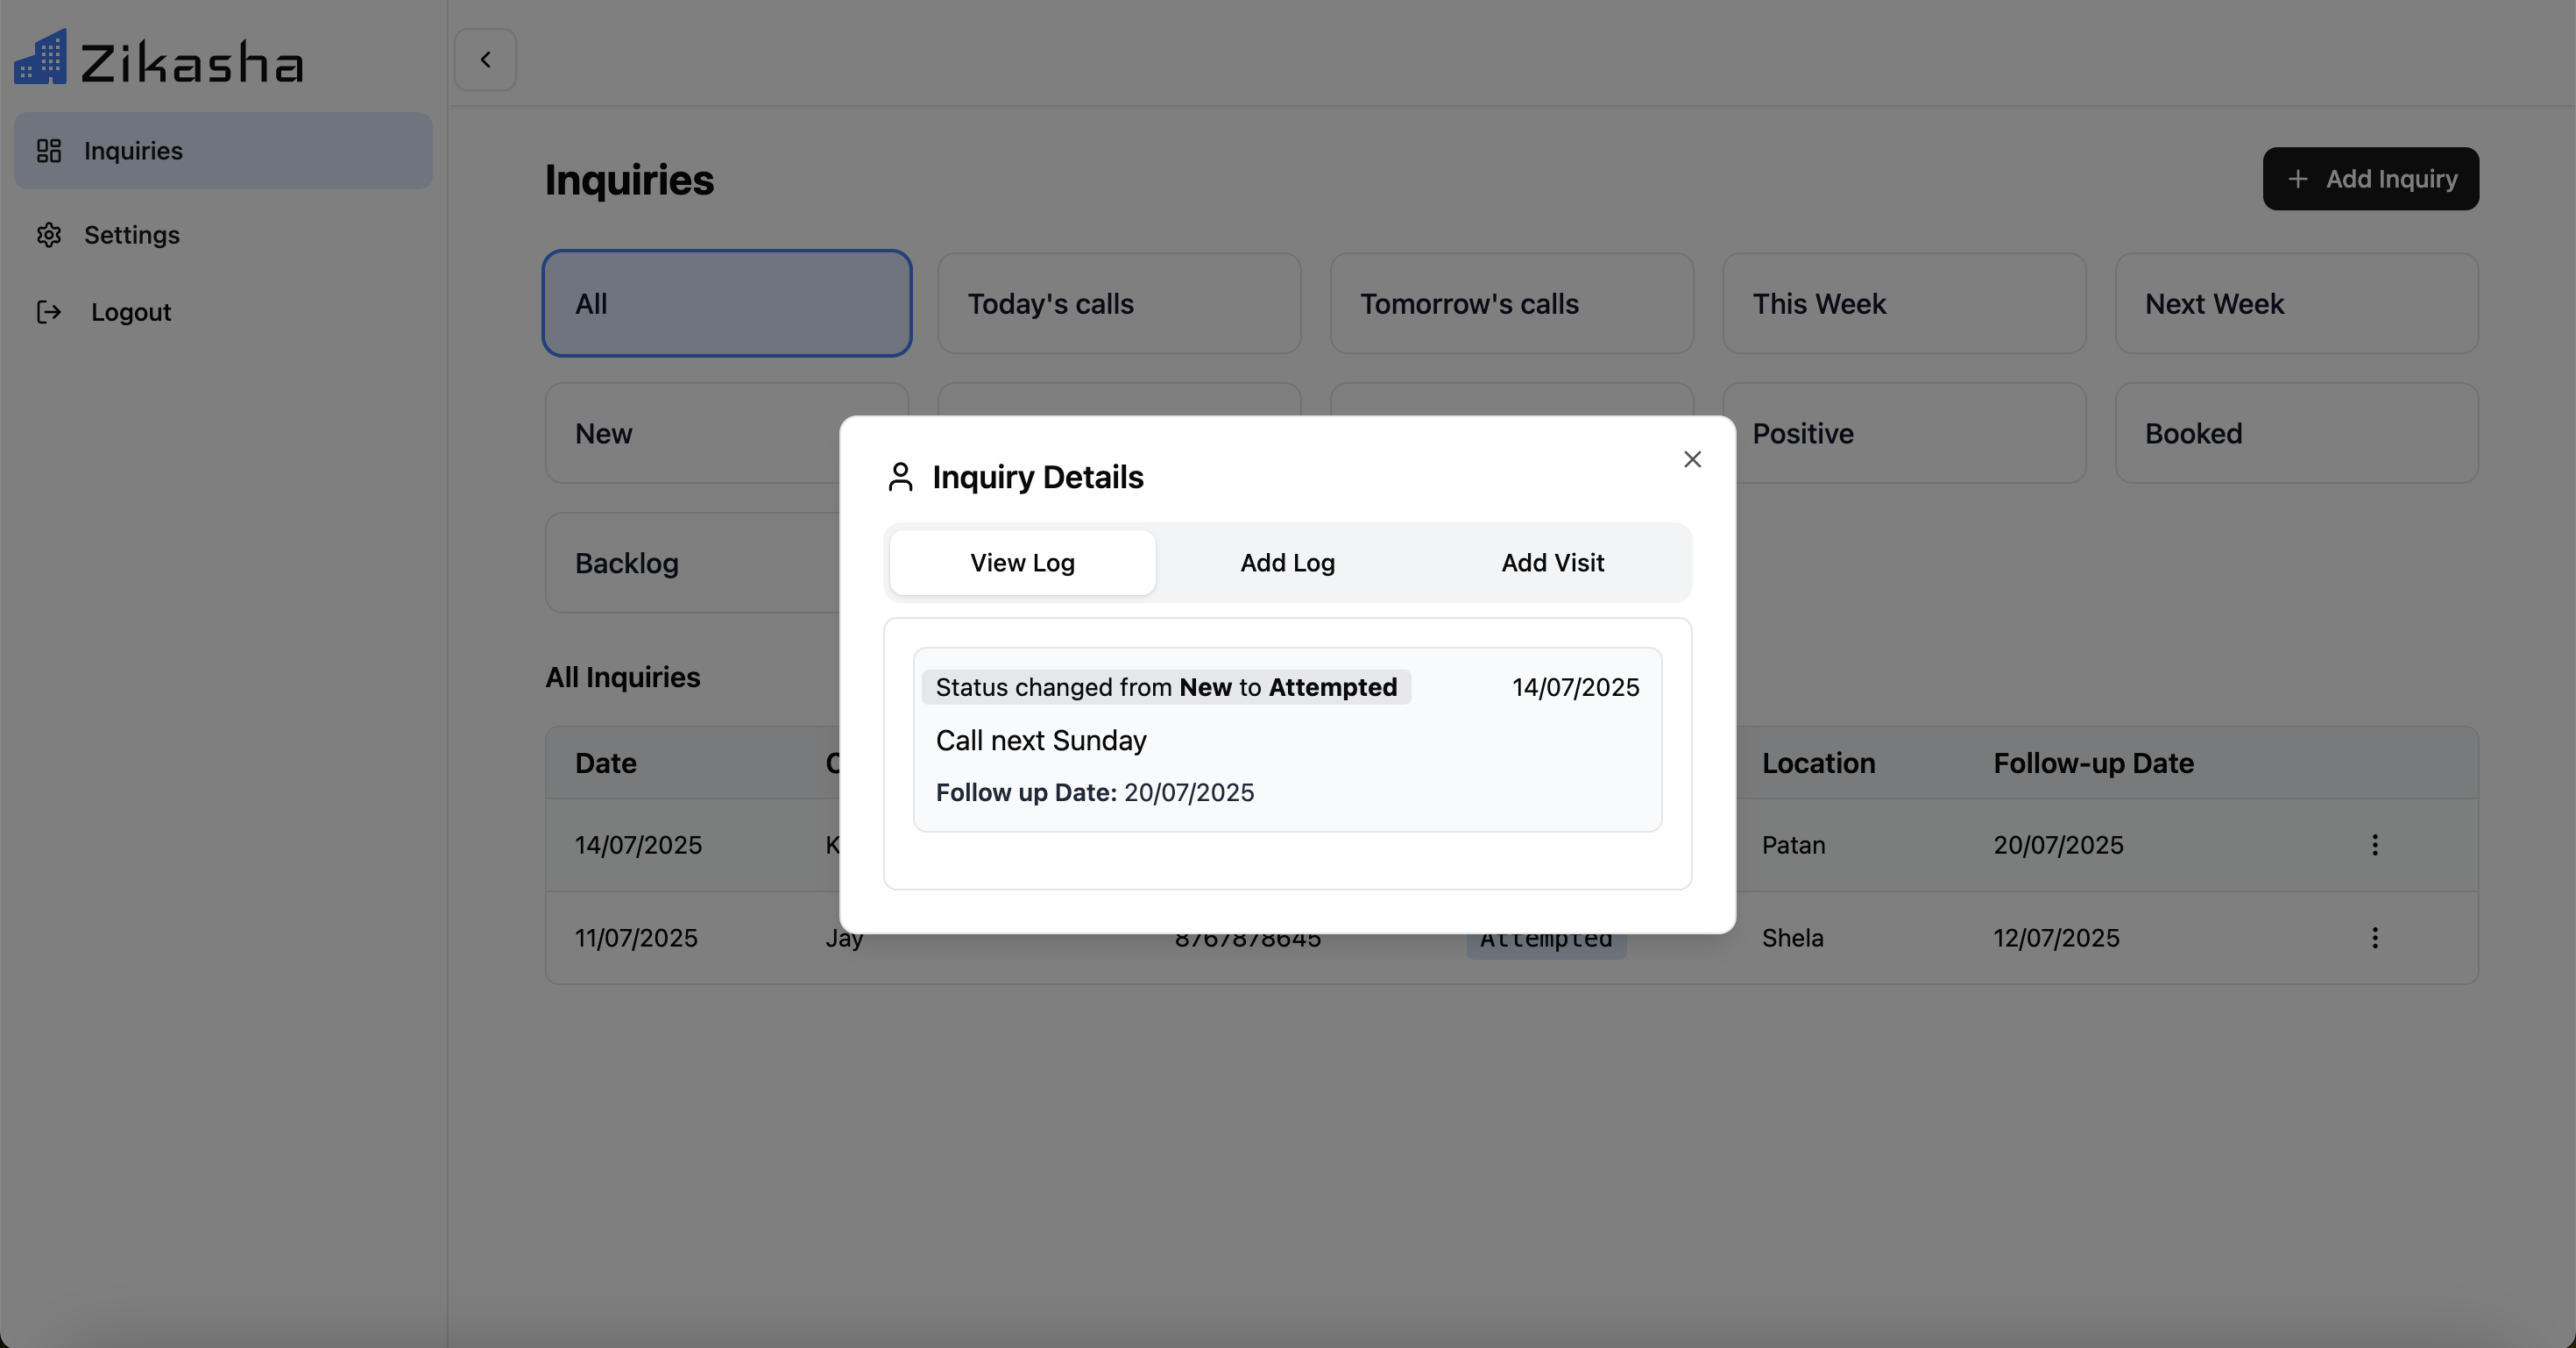 Zikasha
Inquiries
Settings
Logout
Inquiries
Add Inquiry
All
Today's calls
Tomorrow's calls
This Week
Next Week
New
Positive
Booked
Backlog
Inquiry Details
View Log
Add Log
Add Visit
Status changed from New to Attempted
14/07/2025
Call next Sunday
Follow up Date: 20/07/2025
All Inquiries
Date
Location
Follow-up Date
14/07/2025
Patan
20/07/2025
11/07/2025
Jay
8767878645
Attempted
Shela
12/07/2025